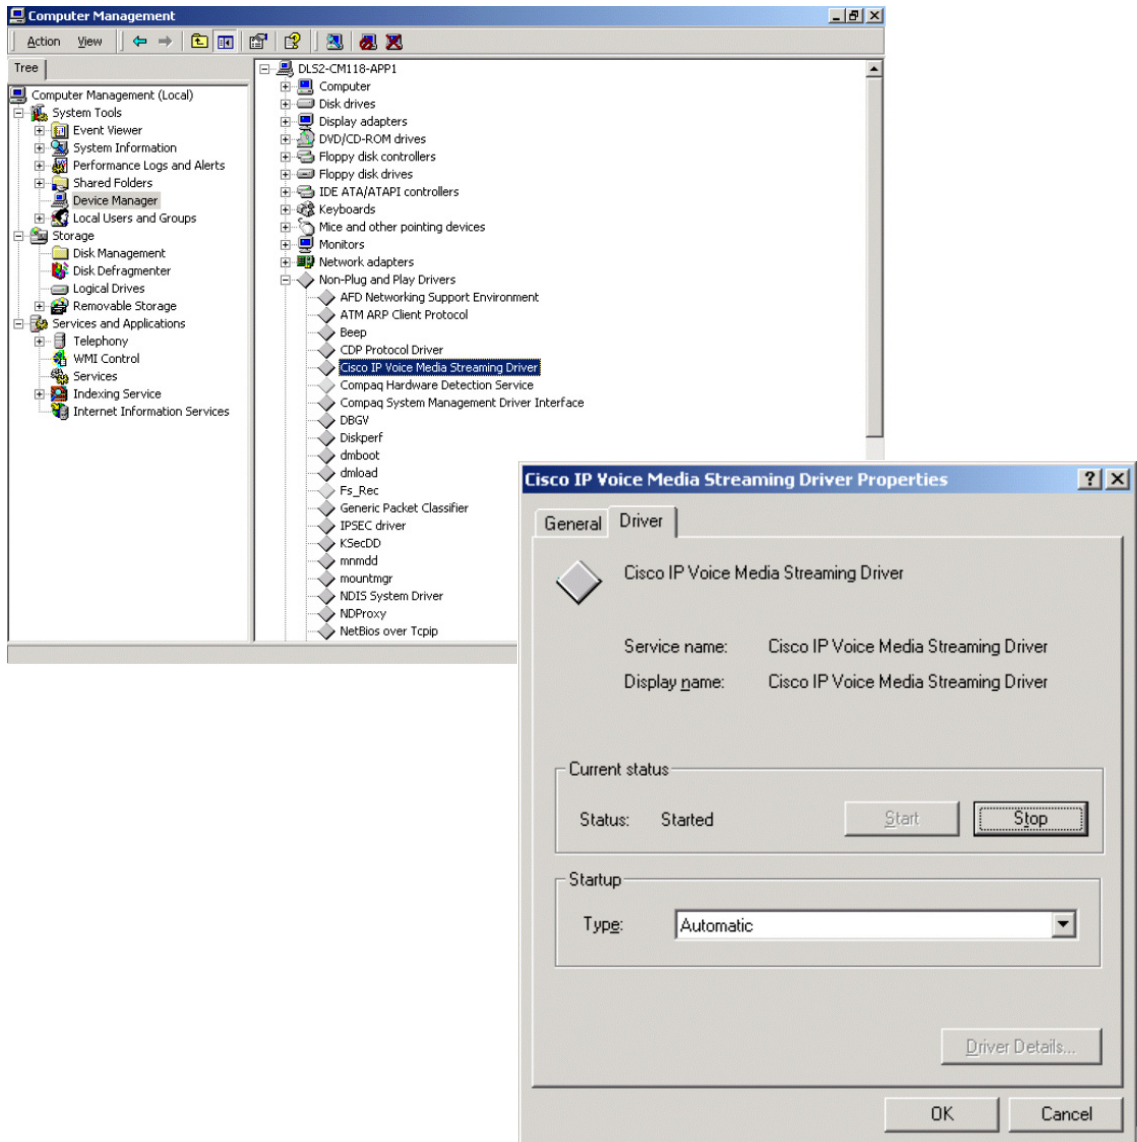 Computer Management
Action View
Tree
Computer Management (Local)
System Tools
Event Viewer
System Information
Performance Logs and Alerts
Shared Folders
Device Manager
Local Users and Groups
Storage
Disk Management
Disk Defragmenter
Logical Drives
Removable Storage
Services and Applications
Telephony
WMI Control
Services
Indexing Service
Internet Information Services
DLS2-CM118-APP1
Computer
Disk drives
Display adapters
DVD/CD-ROM drives
Floppy disk controllers
Floppy disk drives
IDE ATA/ATAPI controllers
Keyboards
Mice and other pointing devices
Monitors
Network adapters
Non-Plug and Play Drivers
AFD Networking Support Environment
ATM ARP Client Protocol
Beep
CDP Protocol Driver
Cisco IP Voice Media Streaming Driver
Compaq Hardware Detection Service
Compaq System Management Driver Interface
DBGV
Diskperf
dmboot
dmload
Fs_Rec
Generic Packet Classifier
IPSEC driver
KSecDD
mnmdd
mountmgr
NDIS System Driver
NDProxy
NetBios over Tcpip
Cisco IP Voice Media Streaming Driver Properties
General Driver
Cisco IP Voice Media Streaming Driver
Service name: Cisco IP Voice Media Streaming Driver
Display name: Cisco IP Voice Media Streaming Driver
Current status
Status: Started Start Stop
Startup
Type: Automatic
Driver Details...
OK Cancel